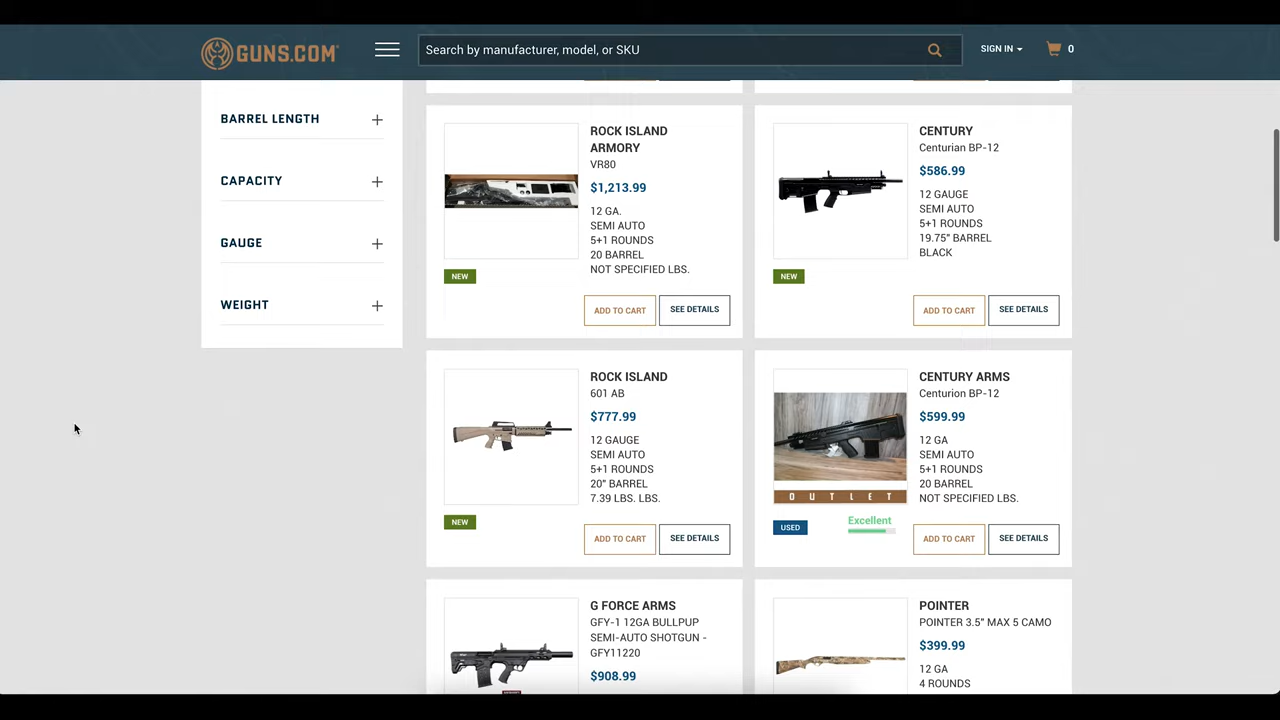 GUNS.COM
Search by manufacturer, model, or SKU
SIGN IN
0
BARREL LENGTH
CAPACITY
GAUGE
WEIGHT
ROCK ISLAND
ARMORY
VR80
$1,213.99
12 GA.
SEMI AUTO
5+1 ROUNDS
20 BARREL
NOT SPECIFIED LBS.
NEW
ADD TO CART
SEE DETAILS
CENTURY
Centurian BP-12
$586.99
12 GAUGE
SEMI AUTO
5+1 ROUNDS
19.75" BARREL
BLACK
NEW
ADD TO CART
SEE DETAILS
ROCK ISLAND
601 AB
$777.99
12 GAUGE
SEMI AUTO
5+1 ROUNDS
20" BARREL
7.39 LBS. LBS.
NEW
ADD TO CART
SEE DETAILS
CENTURY ARMS
Centurion BP-12
$599.99
12 GA
SEMI AUTO
5+1 ROUNDS
20 BARREL
NOT SPECIFIED LBS.
OUTLET
USED
Excellent
ADD TO CART
SEE DETAILS
G FORCE ARMS
GFY-1 12GA BULLPUP
SEMI-AUTO SHOTGUN -
GFY11220
$908.99
POINTER
POINTER 3.5" MAX 5 CAMO
$399.99
12 GA
4 ROUNDS